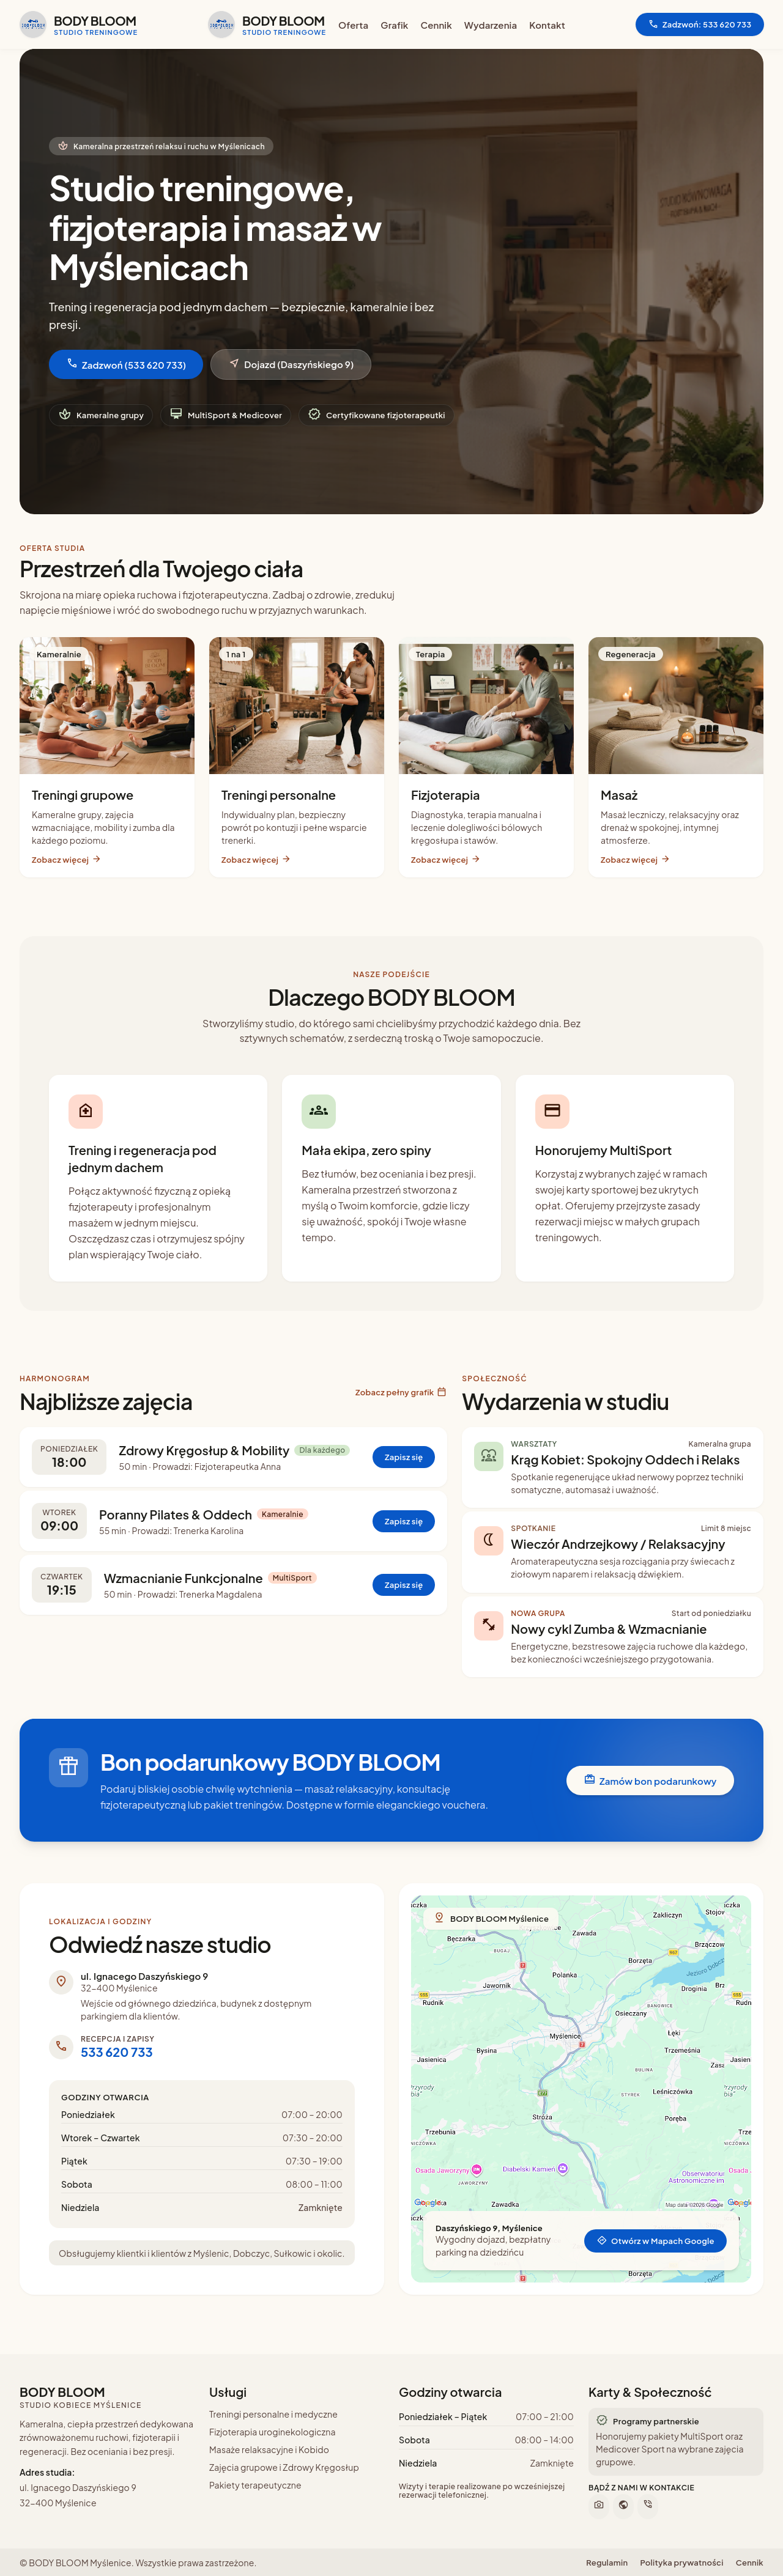 BODY BLOOM
STUDIO TRENINGOWE
BODY BLOOM
STUDIO TRENINGOWE
Oferta
Grafik
Cennik
Wydarzenia
Kontakt
Zadzwoń: 533 620 733
Kameralna przestrzeń relaksu i ruchu w Myślenicach
Studio treningowe,
fizjoterapia i masaż w
Myślenicach
Trening i regeneracja pod jednym dachem — bezpiecznie, kameralnie i bez
presji.
Zadzwoń (533 620 733)
Dojazd (Daszyńskiego 9)
Kameralne grupy
MultiSport & Medicover
Certyfikowane fizjoterapeutki
STUDIO RÓWNOWAGA
OFERTA STUDIA
Przestrzeń dla Twojego ciała
Skrojona na miarę opieka ruchowa i fizjoterapeutyczna. Zadbaj o zdrowie, zredukuj
napięcie mięśniowe i wróć do swobodnego ruchu w przyjaznych warunkach.
Kameralnie
Treningi grupowe
Kameralne grupy, zajęcia
wzmacniające, mobility i zumba dla
każdego poziomu.
Zobacz więcej
1 na 1
Treningi personalne
Indywidualny plan, bezpieczny
powrót po kontuzji i pełne wsparcie
trenerki.
Zobacz więcej
Terapia
Fizjoterapia
Diagnostyka, terapia manualna i
leczenie dolegliwości bólowych
kręgosłupa i stawów.
Zobacz więcej
Regeneracja
Masaż
Masaż leczniczy, relaksacyjny oraz
drenaż w spokojnej, intymnej
atmosferze.
Zobacz więcej
NASZE PODEJŚCIE
Dlaczego BODY BLOOM
Stworzyliśmy studio, do którego sami chcielibyśmy przychodzić każdego dnia. Bez
sztywnych schematów, z serdeczną troską o Twoje samopoczucie.
Trening i regeneracja pod
jednym dachem
Połącz aktywność fizyczną z opieką
fizjoterapeuty i profesjonalnym
masażem w jednym miejscu.
Oszczędzasz czas i otrzymujesz spójny
plan wspierający Twoje ciało.
Mała ekipa, zero spiny
Bez tłumów, bez oceniania i bez presji.
Kameralna przestrzeń stworzona z
myślą o Twoim komforcie, gdzie liczy
się uważność, spokój i Twoje własne
tempo.
Honorujemy MultiSport
Korzystaj z wybranych zajęć w ramach
swojej karty sportowej bez ukrytych
opłat. Oferujemy przejrzyste zasady
rezerwacji miejsc w małych grupach
treningowych.
HARMONOGRAM
Najbliższe zajęcia
Zobacz pełny grafik
PONIEDZIAŁEK
18:00
Zdrowy Kręgosłup & Mobility
Dla każdego
50 min · Prowadzi: Fizjoterapeutka Anna
Zapisz się
WTOREK
09:00
Poranny Pilates & Oddech
Kameralnie
55 min · Prowadzi: Trenerka Karolina
Zapisz się
CZWARTEK
19:15
Wzmacnianie Funkcjonalne
MultiSport
50 min · Prowadzi: Trenerka Magdalena
Zapisz się
SPOŁECZNOŚĆ
Wydarzenia w studiu
WARSZTATY
Kameralna grupa
Krąg Kobiet: Spokojny Oddech i Relaks
Spotkanie regenerujące układ nerwowy poprzez techniki
somatyczne, automasaż i uważność.
SPOTKANIE
Limit 8 miejsc
Wieczór Andrzejkowy / Relaksacyjny
Aromaterapeutyczna sesja rozciągania przy świecach z
ziołowym naparem i relaksacją dźwiękiem.
NOWA GRUPA
Start od poniedziałku
Nowy cykl Zumba & Wzmacnianie
Energetyczne, bezstresowe zajęcia ruchowe dla każdego,
bez konieczności wcześniejszego przygotowania.
Bon podarunkowy BODY BLOOM
Podaruj bliskiej osobie chwilę wytchnienia — masaż relaksacyjny, konsultację
fizjoterapeutyczną lub pakiet treningów. Dostępne w formie eleganckiego vouchera.
Zamów bon podarunkowy
LOKALIZACJA I GODZINY
Odwiedź nasze studio
ul. Ignacego Daszyńskiego 9
32-400 Myślenice
Wejście od głównego dziedzińca, budynek z dostępnym
parkingiem dla klientów.
RECEPCJA I ZAPISY
533 620 733
GODZINY OTWARCIA
Poniedziałek 07:00 – 20:00
Wtorek – Czwartek 07:30 – 20:00
Piątek 07:30 – 19:00
Sobota 08:00 – 11:00
Niedziela Zamknięte
Obsługujemy klientki i klientów z Myślenic, Dobczyc, Sułkowic i okolic.
BODY BLOOM Myślenice
Zakliczyn
Zawada
Bęczarka
BUGAJ
Borzęta
Brzączow
Polanka
Jawornik
Jezioro Dobcz
Droginia
Rudnik
BANGWICE
Osieczany
Myślenice
Łęki
Bysina
Trzemeśnia
Jasienica
BULINA
STYREK
Leśniczówka
Stróża
Poręba
Trzebunia
Osada Jaworzyny
Diabelski Kamień
JAWORZYNY
Obserwatoriu
Astronomiczne im
Zawadka
Google
Map data ©2026 Google
Daszyńskiego 9, Myślenice
Wygodny dojazd, bezpłatny
parking na dziedzińcu
Otwórz w Mapach Google
Borzęta
BODY BLOOM
STUDIO KOBIECE MYŚLENICE
Kameralna, ciepła przestrzeń dedykowana
zrównoważonemu ruchowi, fizjoterapii i
regeneracji. Bez oceniania i bez presji.
Adres studia:
ul. Ignacego Daszyńskiego 9
32-400 Myślenice
Usługi
Treningi personalne i medyczne
Fizjoterapia uroginekologiczna
Masaże relaksacyjne i Kobido
Zajęcia grupowe i Zdrowy Kręgosłup
Pakiety terapeutyczne
Godziny otwarcia
Poniedziałek – Piątek 07:00 – 21:00
Sobota 08:00 – 14:00
Niedziela Zamknięte
Wizyty i terapie realizowane po wcześniejszej
rezerwacji telefonicznej.
Karty & Społeczność
Programy partnerskie
Honorujemy pakiety MultiSport oraz
Medicover Sport na wybrane zajęcia
grupowe.
BĄDŹ Z NAMI W KONTAKCIE
© BODY BLOOM Myślenice. Wszystkie prawa zastrzeżone.
Regulamin
Polityka prywatności
Cennik